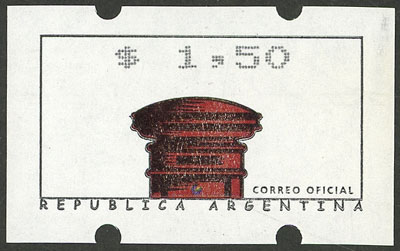 $ 1,50
CORREO OFICIAL
REPUBLICA ARGENTINA